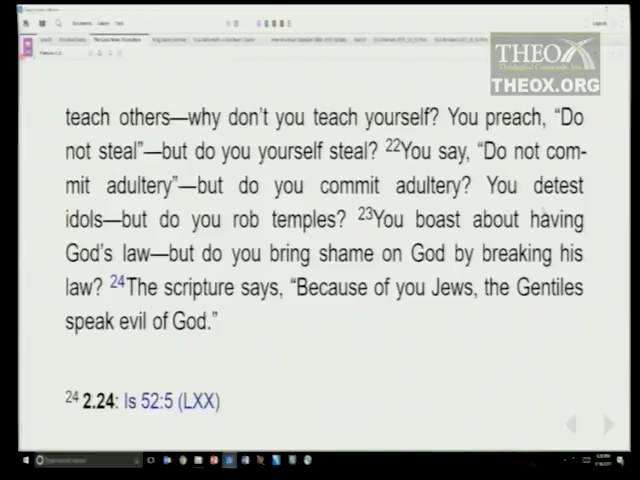 THEOX
THEOX.ORG
teach others—why don't you teach yourself? You preach, “Do
not steal”—but do you yourself steal? 22You say, “Do not com-
mit adultery”—but do you commit adultery? You detest
idols—but do you rob temples? 23You boast about having
God's law—but do you bring shame on God by breaking his
law? 24The scripture says, “Because of you Jews, the Gentiles
speak evil of God.”
24 2.24: Is 52:5 (LXX)